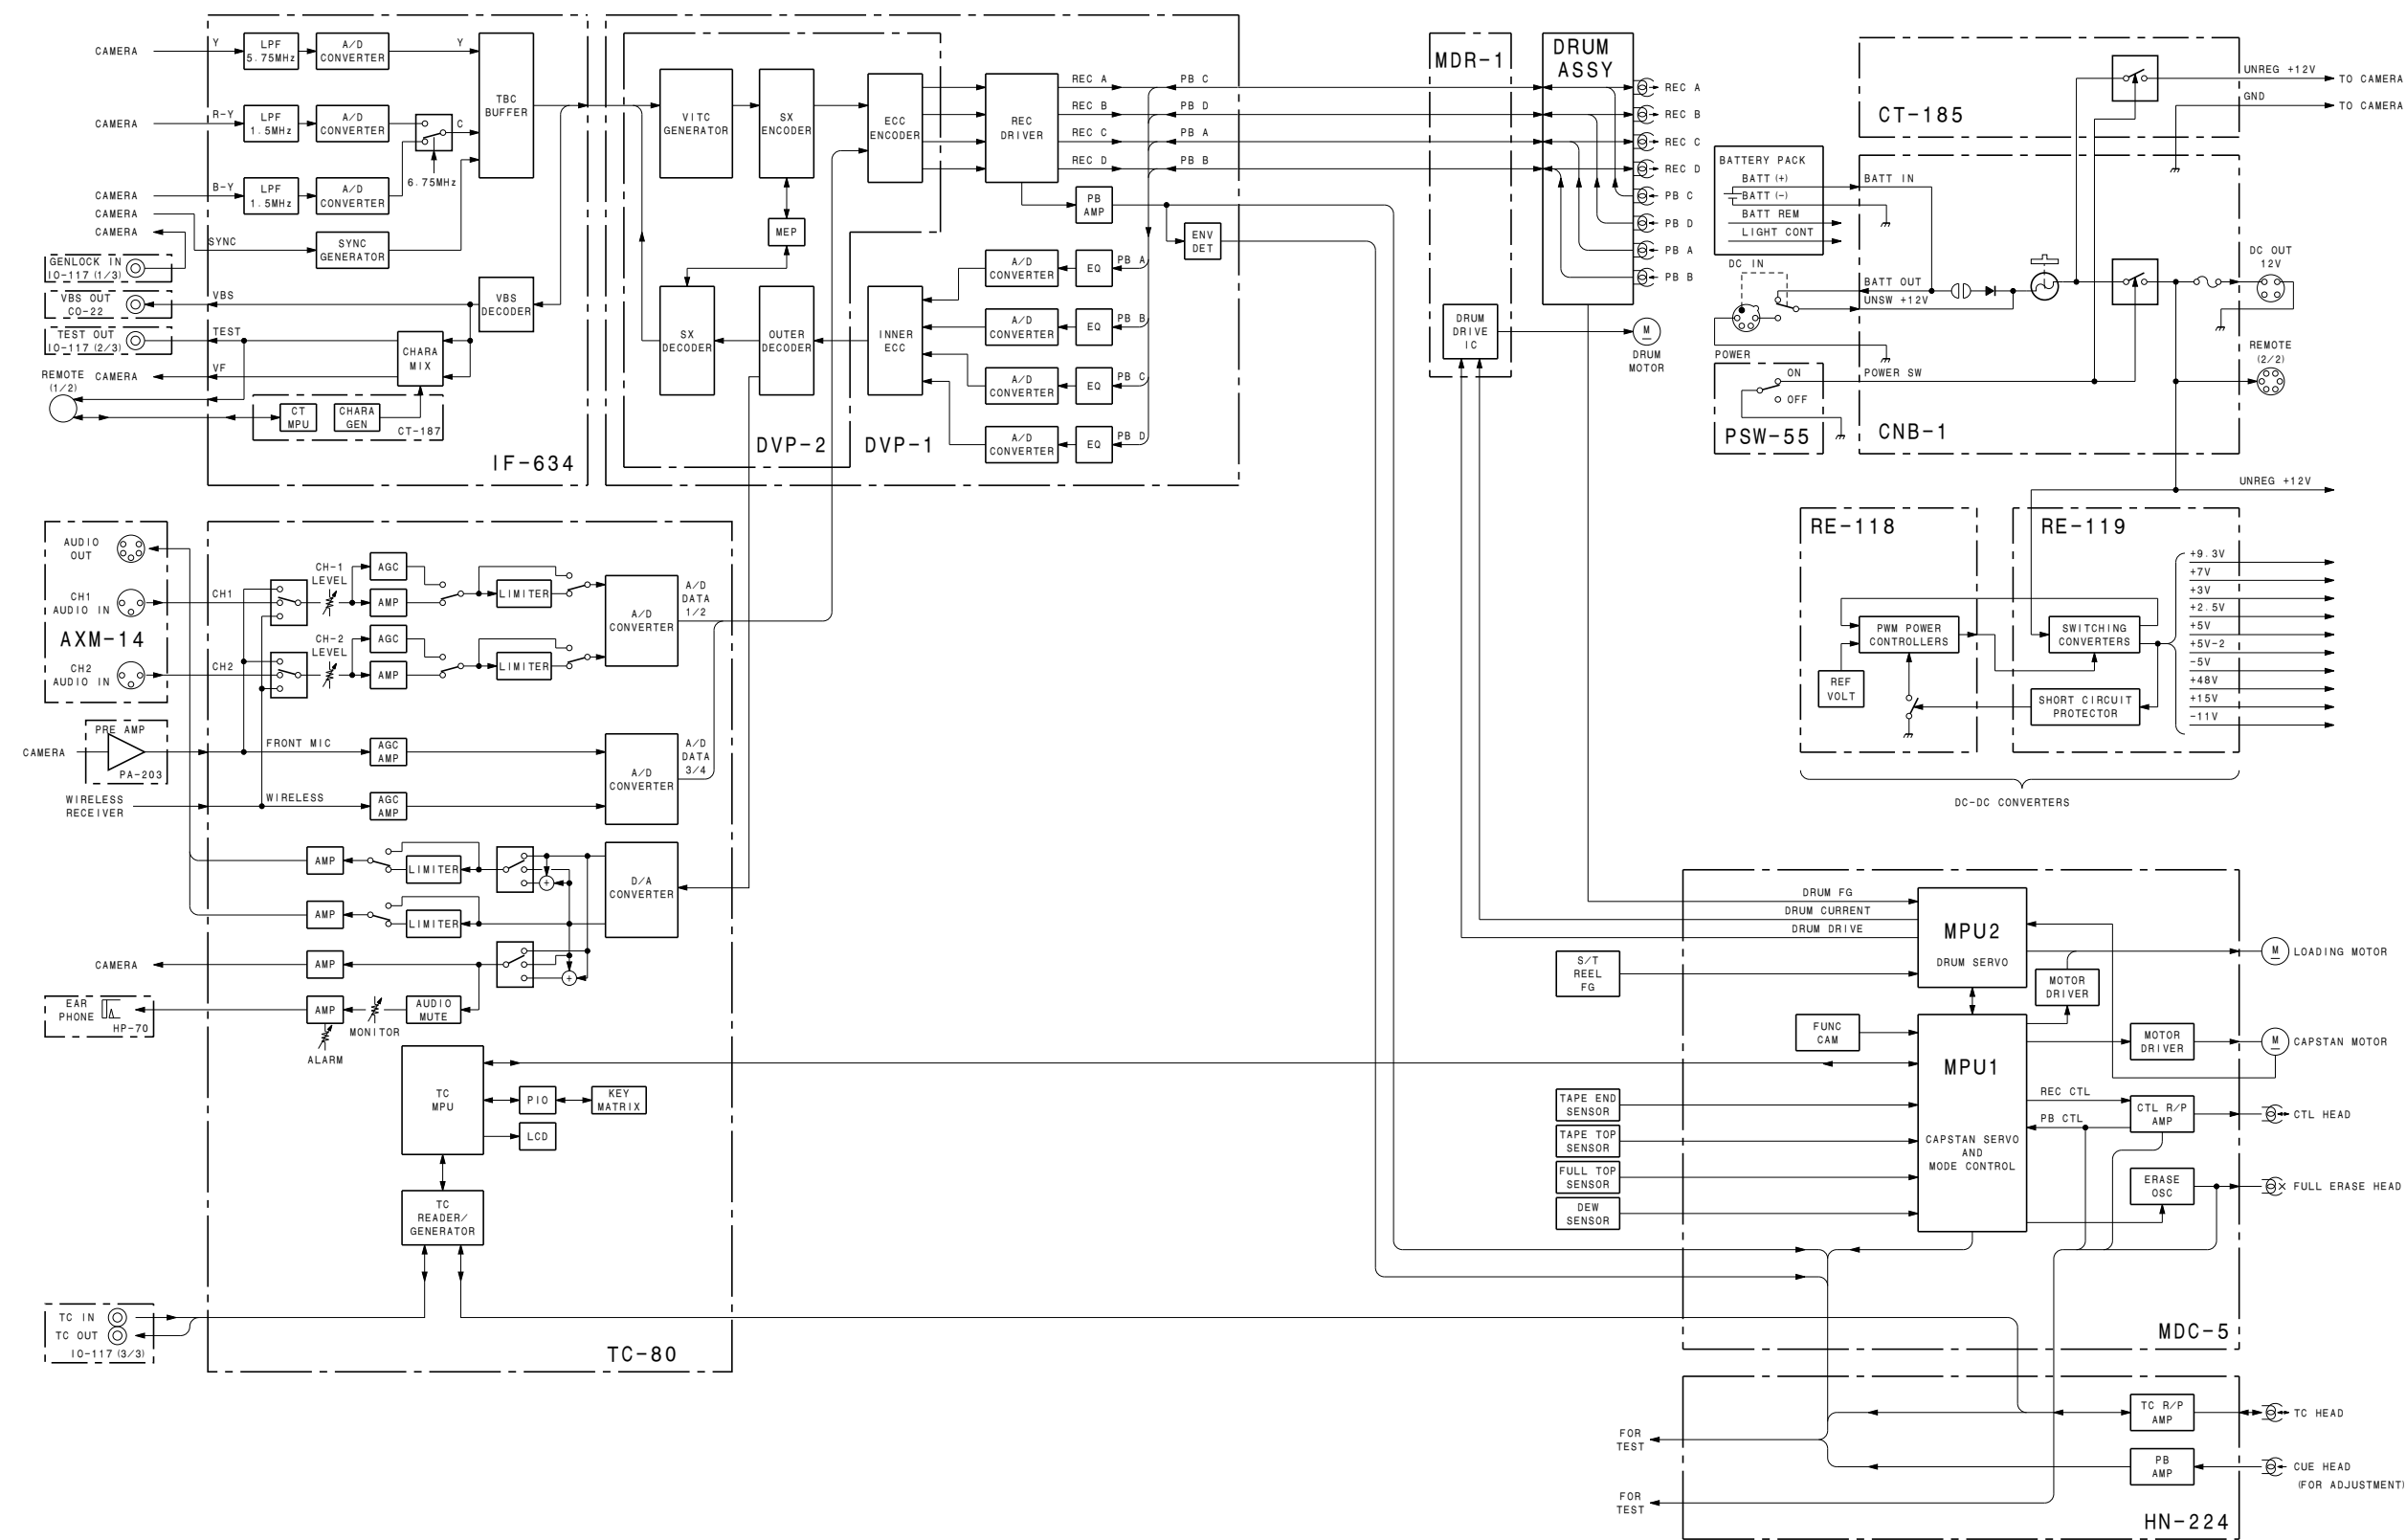 CAMERA
Y
LPF
5.75MHz
A/D
CONVERTER
Y
TBC
BUFFER
CAMERA
R-Y
LPF
1.5MHz
A/D
CONVERTER
C
6.75MHz
CAMERA
B-Y
LPF
1.5MHz
A/D
CONVERTER
CAMERA
CAMERA
SYNC
SYNC
GENERATOR
GENLOCK IN
IO-117 (1/3)
VBS OUT
CO-22
VBS
VBS
DECODER
TEST OUT
IO-117 (2/3)
TEST
CHARA
MIX
REMOTE
(1/2)
CAMERA
VF
CT
MPU
CHARA
GEN
CT-187
IF-634
VITC
GENERATOR
SX
ENCODER
ECC
ENCODER
REC
DRIVER
MEP
REC A
PB C
REC B
PB D
REC C
PB A
REC D
PB B
PB
AMP
ENV
DET
SX
DECODER
OUTER
DECODER
INNER
ECC
A/D
CONVERTER
EQ
PB A
A/D
CONVERTER
EQ
PB B
A/D
CONVERTER
EQ
PB C
A/D
CONVERTER
EQ
PB D
DVP-2
DVP-1
MDR-1
DRUM
DRIVE
IC
DRUM
ASSY
REC A
REC B
REC C
REC D
PB C
PB D
PB A
PB B
M
DRUM
MOTOR
CT-185
UNREG +12V
TO CAMERA
GND
TO CAMERA
BATTERY PACK
BATT (+)
BATT (-)
BATT REM
LIGHT CONT
BATT IN
DC IN
BATT OUT
UNSW +12V
DC OUT
12V
REMOTE
(2/2)
POWER
ON
OFF
POWER SW
PSW-55
CNB-1
UNREG +12V
RE-118
RE-119
PWM POWER
CONTROLLERS
REF
VOLT
SWITCHING
CONVERTERS
SHORT CIRCUIT
PROTECTOR
+9.3V
+7V
+3V
+2.5V
+5V
+5V-2
-5V
+48V
+15V
-11V
DC-DC CONVERTERS
AUDIO
OUT
CH1
AUDIO IN
AXM-14
CH2
AUDIO IN
CH1
CH-1
LEVEL
AGC
AMP
LIMITER
A/D
CONVERTER
A/D
DATA
1/2
CH2
CH-2
LEVEL
AGC
AMP
LIMITER
PRE AMP
CAMERA
PA-203
FRONT MIC
AGC
AMP
A/D
CONVERTER
A/D
DATA
3/4
WIRELESS
RECEIVER
WIRELESS
AGC
AMP
AMP
LIMITER
D/A
CONVERTER
AMP
LIMITER
CAMERA
AMP
EAR
PHONE
HP-70
AMP
AUDIO
MUTE
MONITOR
ALARM
TC
MPU
PIO
KEY
MATRIX
LCD
TC
READER/
GENERATOR
TC IN
TC OUT
IO-117 (3/3)
TC-80
DRUM FG
DRUM CURRENT
DRUM DRIVE
MPU2
DRUM SERVO
S/T
REEL
FG
M
LOADING MOTOR
MOTOR
DRIVER
FUNC
CAM
MPU1
CAPSTAN SERVO
AND
MODE CONTROL
MOTOR
DRIVER
M
CAPSTAN MOTOR
TAPE END
SENSOR
TAPE TOP
SENSOR
FULL TOP
SENSOR
DEW
SENSOR
REC CTL
PB CTL
CTL R/P
AMP
CTL HEAD
ERASE
OSC
FULL ERASE HEAD
MDC-5
TC R/P
AMP
TC HEAD
FOR
TEST
PB
AMP
CUE HEAD
(FOR ADJUSTMENT)
FOR
TEST
HN-224